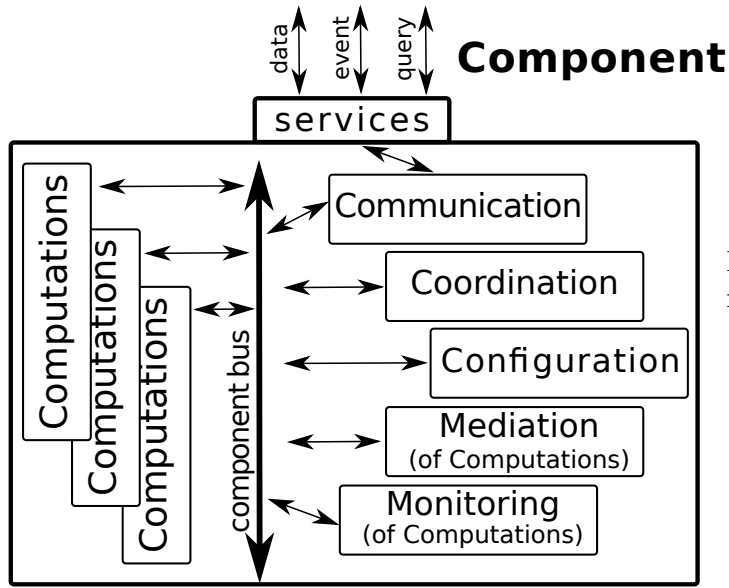 data
event
query
Component
services
Computations
Computations
Computations
component bus
Communication
Coordination
Configuration
Mediation
(of Computations)
Monitoring
(of Computations)